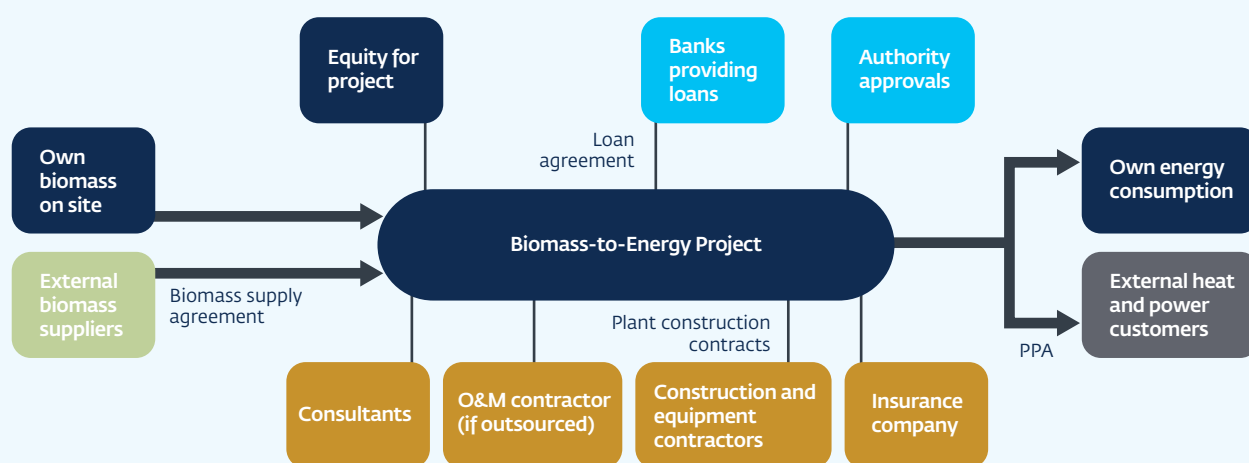 Equity for
project
Banks
providing
loans
Authority
approvals
Loan
agreement
Own
biomass
on site
Own energy
consumption
Biomass-to-Energy Project
External
biomass
suppliers
Biomass supply
agreement
Plant construction
contracts
External heat
and power
customers
PPA
Consultants
O&M contractor
(if outsourced)
Construction and
equipment
contractors
Insurance
company